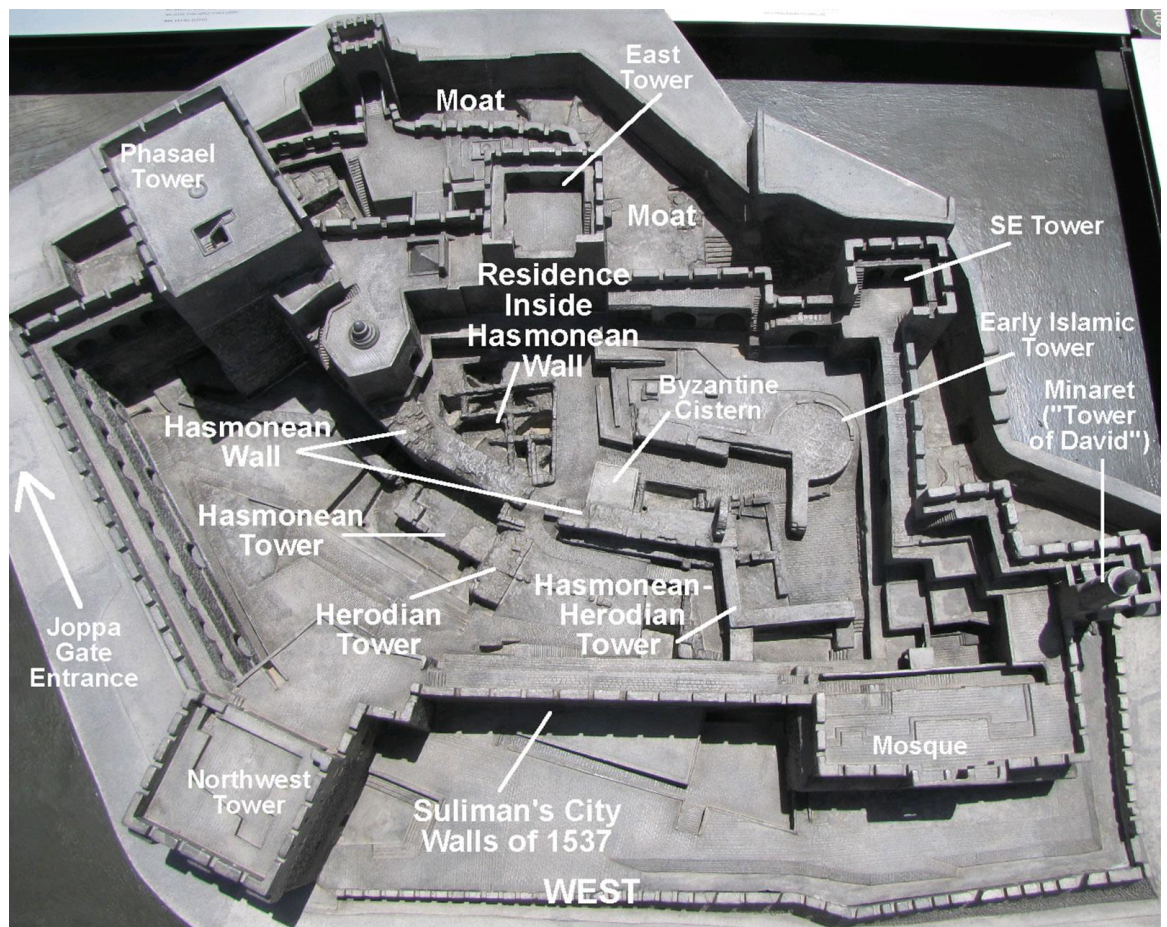 East
Tower
Moat
Phasael
Tower
Moat
SE Tower
Residence
Inside
Hasmonean
Wall
Early Islamic
Tower
Byzantine
Cistern
Minaret
("Tower
of David")
Hasmonean
Wall
Hasmonean
Tower
Hasmonean-
Herodian
Tower
Herodian
Tower
Joppa
Gate
Entrance
Mosque
Northwest
Tower
Suliman's City
Walls of 1537
WEST